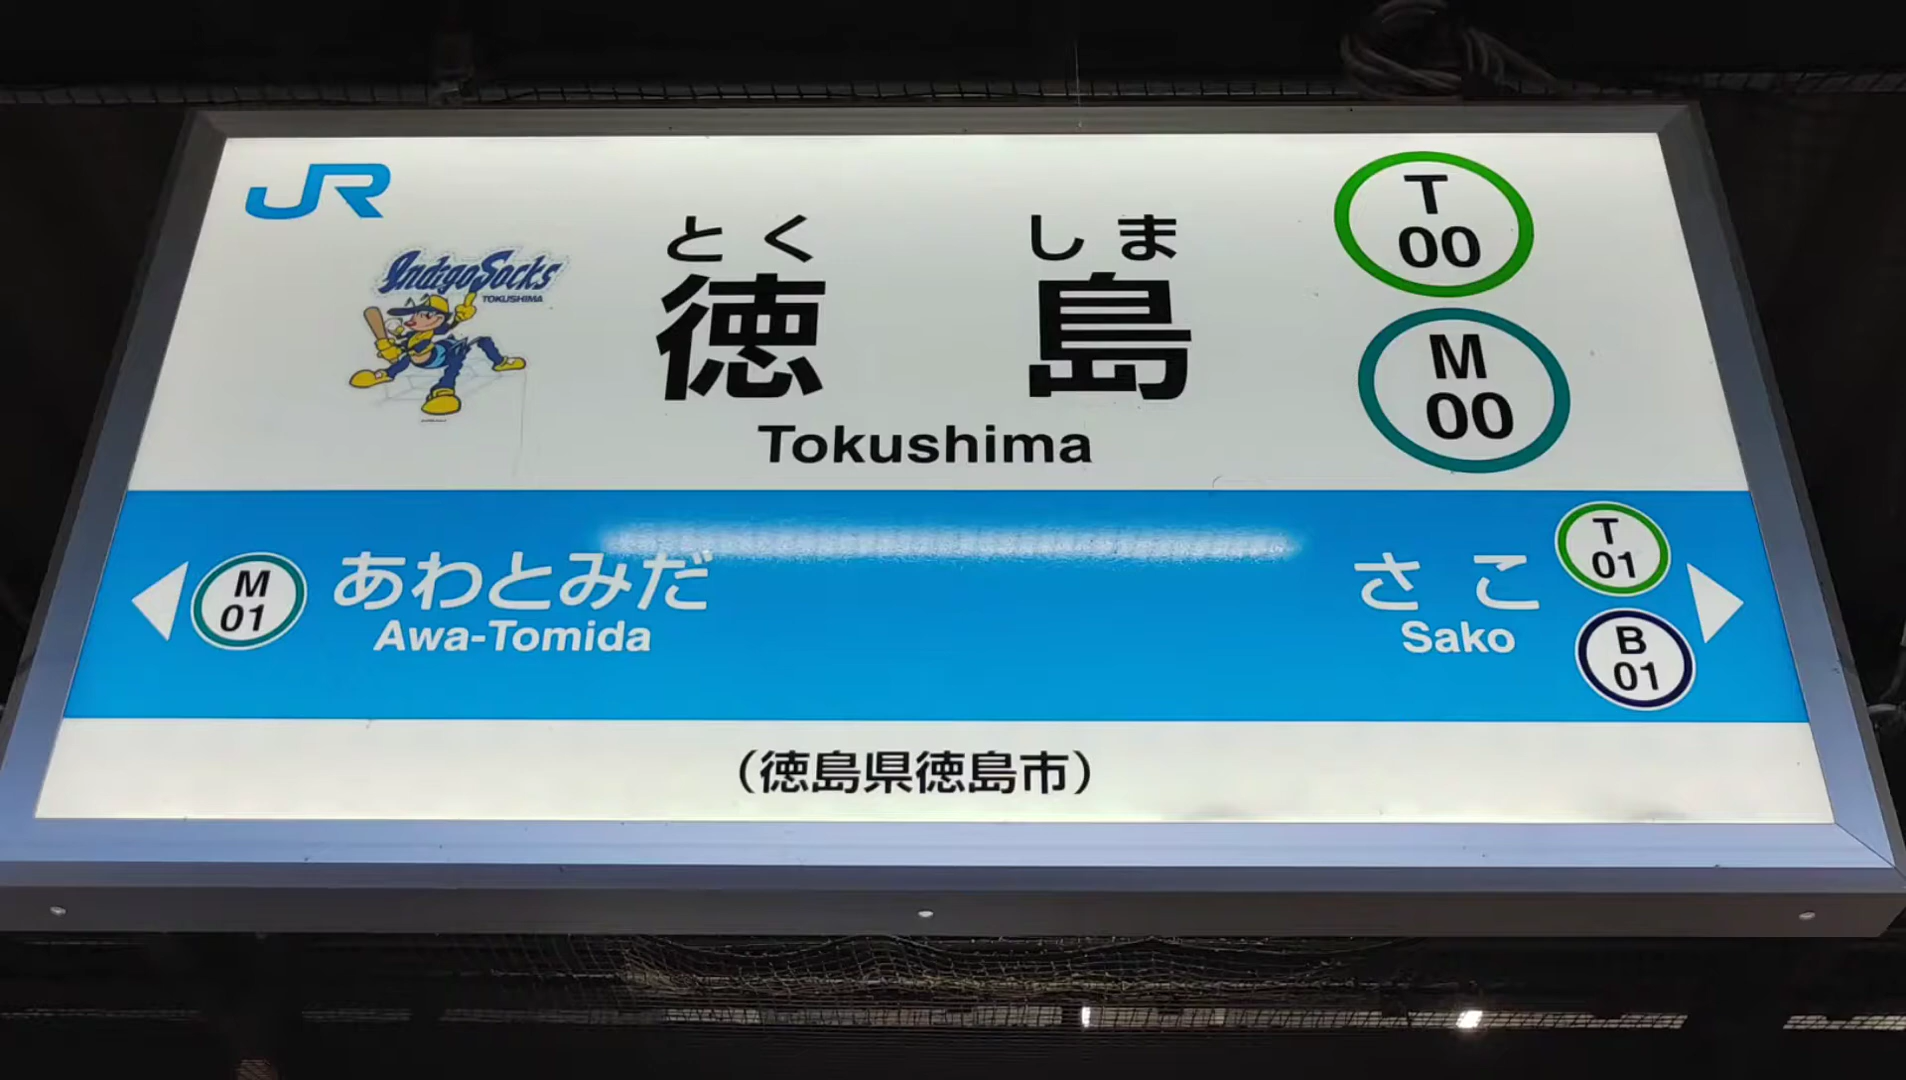 JR
IndigoSocks
TOKUSHIMA
とく しま
徳島
Tokushima
T
00
M
00
M
01
あわとみだ
Awa-Tomida
さこ
Sako
T
01
B
01
(徳島県徳島市)